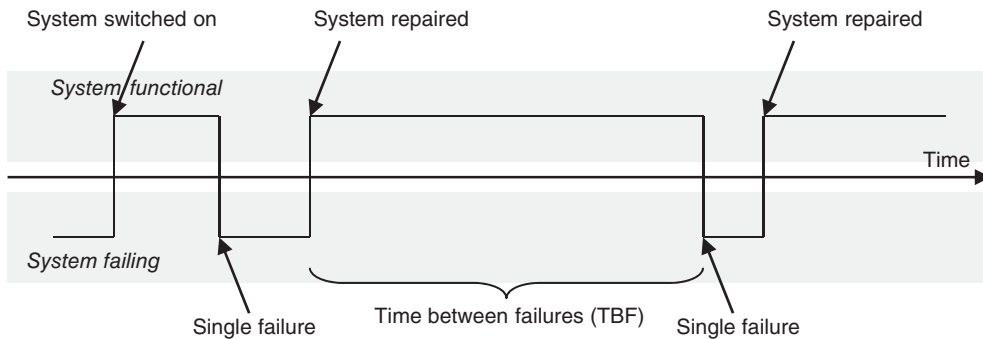 System switched on
System repaired
System repaired
System functional
Time
System failing
Single failure
Time between failures (TBF)
Single failure